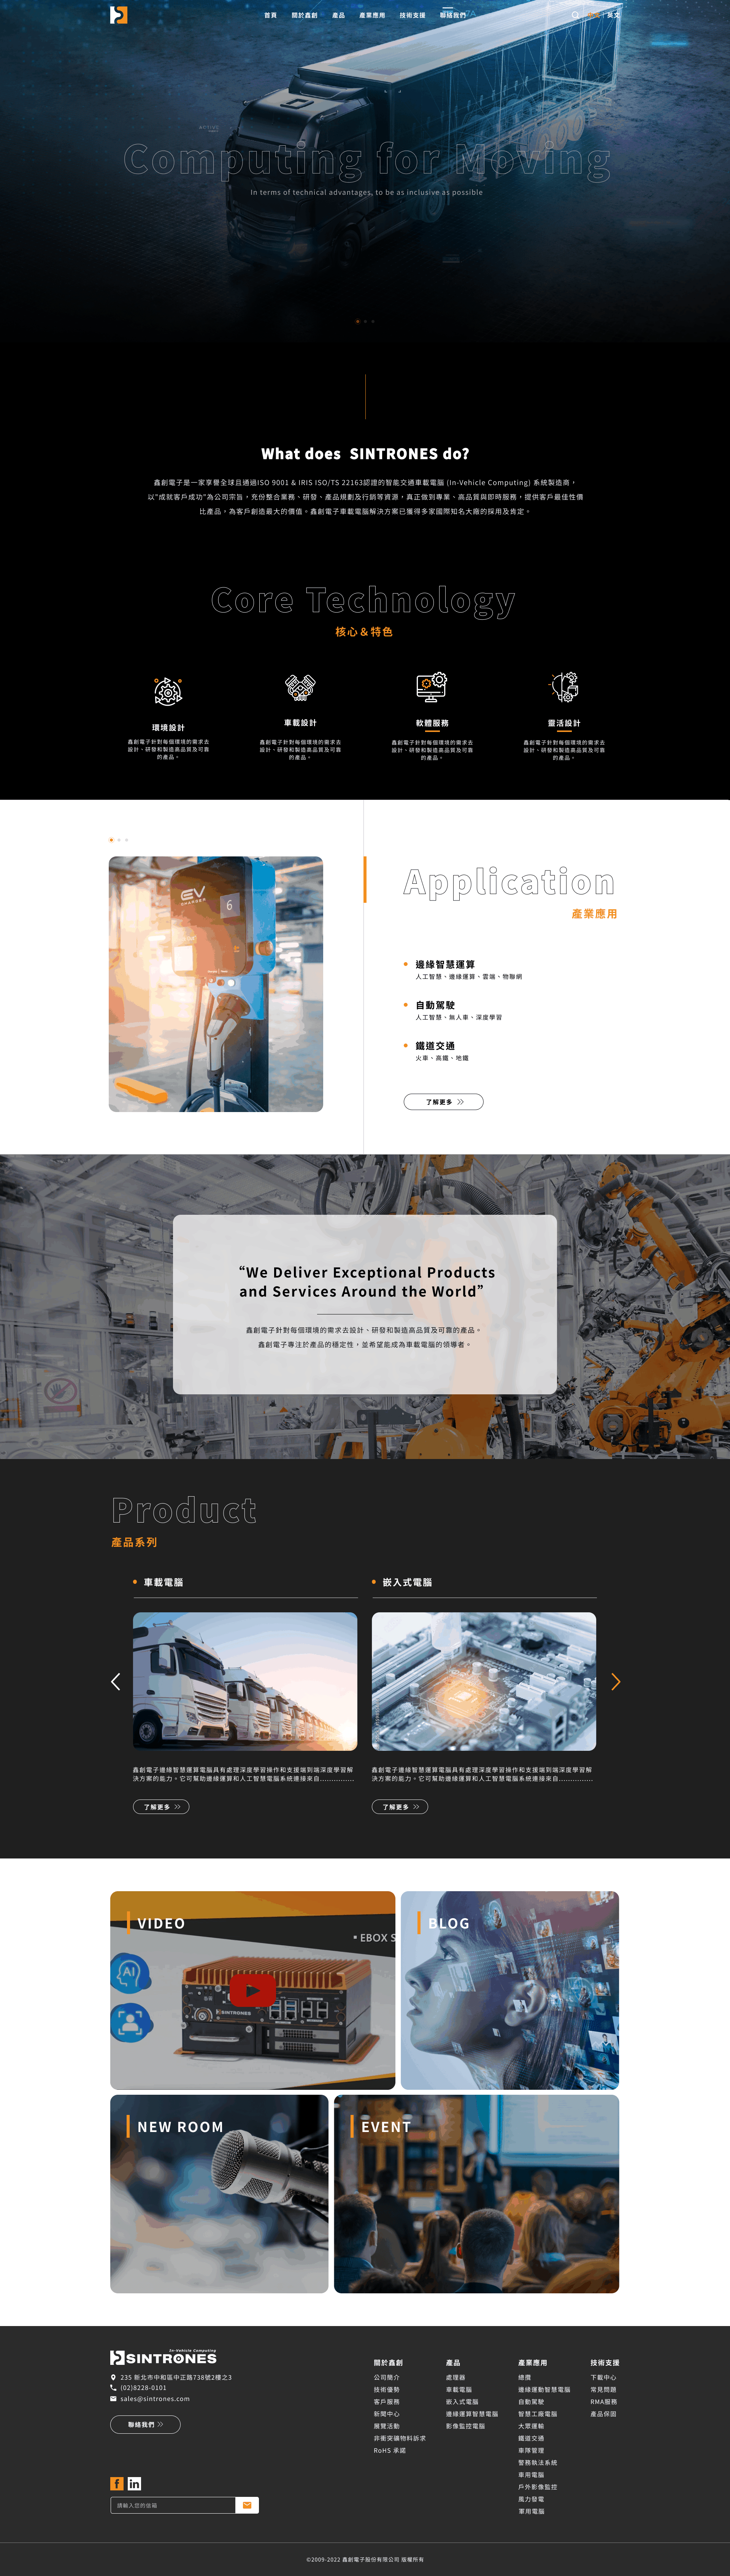 首頁 關於鑫創 產品 產業應用 技術支援 聯絡我們
英文
Computing for Moving
In terms of technical advantages, to be as inclusive as possible
What does SINTRONES do?
鑫創電子是一家享譽全球且通過ISO 9001 & IRIS ISO/TS 22163認證的智能交通車載電腦 (In-Vehicle Computing) 系統製造商，
以"成就客戶成功"為公司宗旨，充份整合業務、研發、產品規劃及行銷等資源，真正做到專業、高品質與即時服務，提供客戶最佳性價
比產品，為客戶創造最大的價值。鑫創電子車載電腦解決方案已獲得多家國際知名大廠的採用及肯定。
Core Technology
核心＆特色
環境設計
鑫創電子針對每個環境的需求去
設計、研發和製造高品質及可靠
的產品。
車載設計
鑫創電子針對每個環境的需求去
設計、研發和製造高品質及可靠
的產品。
軟體服務
鑫創電子針對每個環境的需求去
設計、研發和製造高品質及可靠
的產品。
靈活設計
鑫創電子針對每個環境的需求去
設計、研發和製造高品質及可靠
的產品。
EV
CHARGER
6
Application
產業應用
邊緣智慧運算
人工智慧、邊緣運算、雲端、物聯網
自動駕駛
人工智慧、無人車、深度學習
鐵道交通
火車、高鐵、地鐵
了解更多
“We Deliver Exceptional Products
and Services Around the World”
鑫創電子針對每個環境的需求去設計、研發和製造高品質及可靠的產品。
鑫創電子專注於產品的穩定性，並希望能成為車載電腦的領導者。
Product
產品系列
車載電腦
嵌入式電腦
鑫創電子邊緣智慧運算電腦具有處理深度學習操作和支援端到端深度學習解
決方案的能力。它可幫助邊緣運算和人工智慧電腦系統連接來自...............
了解更多
鑫創電子邊緣智慧運算電腦具有處理深度學習操作和支援端到端深度學習解
決方案的能力。它可幫助邊緣運算和人工智慧電腦系統連接來自...............
了解更多
VIDEO
EBOX S
AI
SINTRONES
BLOG
NEW ROOM
EVENT
In-Vehicle Computing
SINTRONES
235 新北市中和區中正路738號2樓之3
(02)8228-0101
sales@sintrones.com
聯絡我們
請輸入您的信箱
關於鑫創
公司簡介
技術優勢
客戶服務
新聞中心
展覽活動
非衝突礦物料訴求
RoHS 承諾
產品
處理器
車載電腦
嵌入式電腦
邊緣運算智慧電腦
影像監控電腦
產業應用
總攬
邊緣運動智慧電腦
自動駕駛
智慧工廠電腦
大眾運輸
鐵道交通
車隊管理
警務執法系統
車用電腦
戶外影像監控
風力發電
軍用電腦
技術支援
下載中心
常見問題
RMA服務
產品保固
©2009-2022 鑫創電子股份有限公司 版權所有